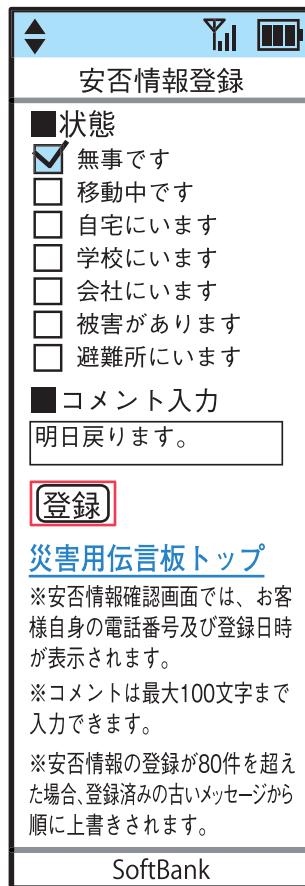 安否情報登録
■状態
無事です
移動中です
自宅にいます
学校にいます
会社にいます
被害があります
避難所にいます
■コメント入力
明日戻ります。
登録
災害用伝言板トップ
※安否情報確認画面では、お客
様自身の電話番号及び登録日時
が表示されます。
※コメントは最大100文字まで
入力できます。
※安否情報の登録が80件を超え
た場合、登録済みの古いメッセージから
順に上書きされます。
SoftBank